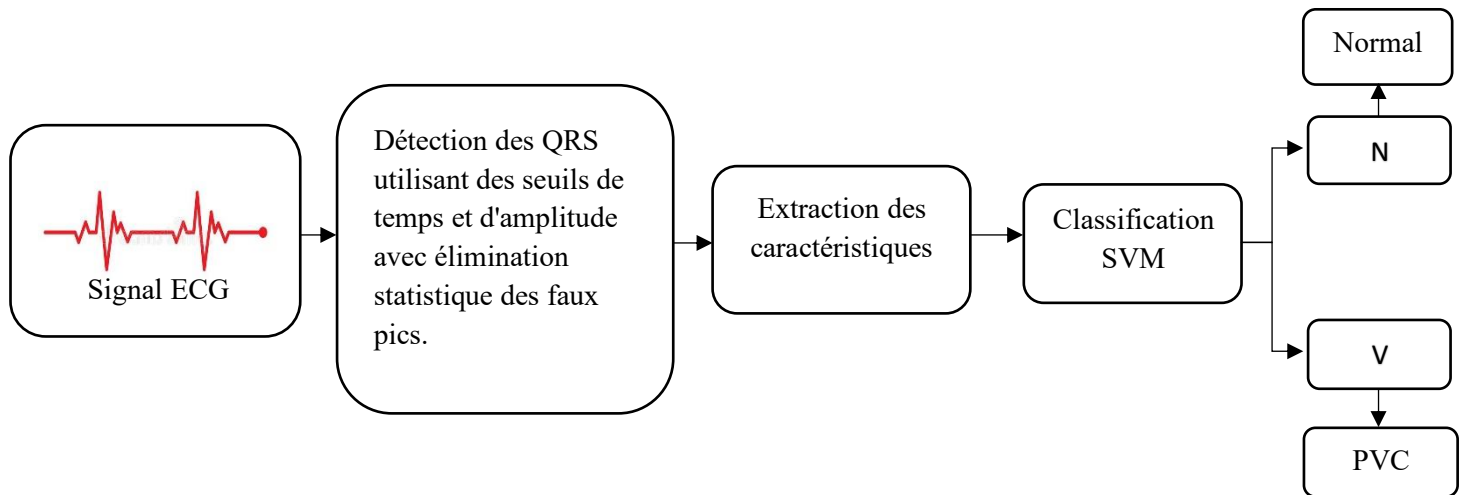 Signal ECG
Détection des QRS
utilisant des seuils de
temps et d'amplitude
avec élimination
statistique des faux
pics.
Extraction des
caractéristiques
Classification
SVM
Normal
N
V
PVC